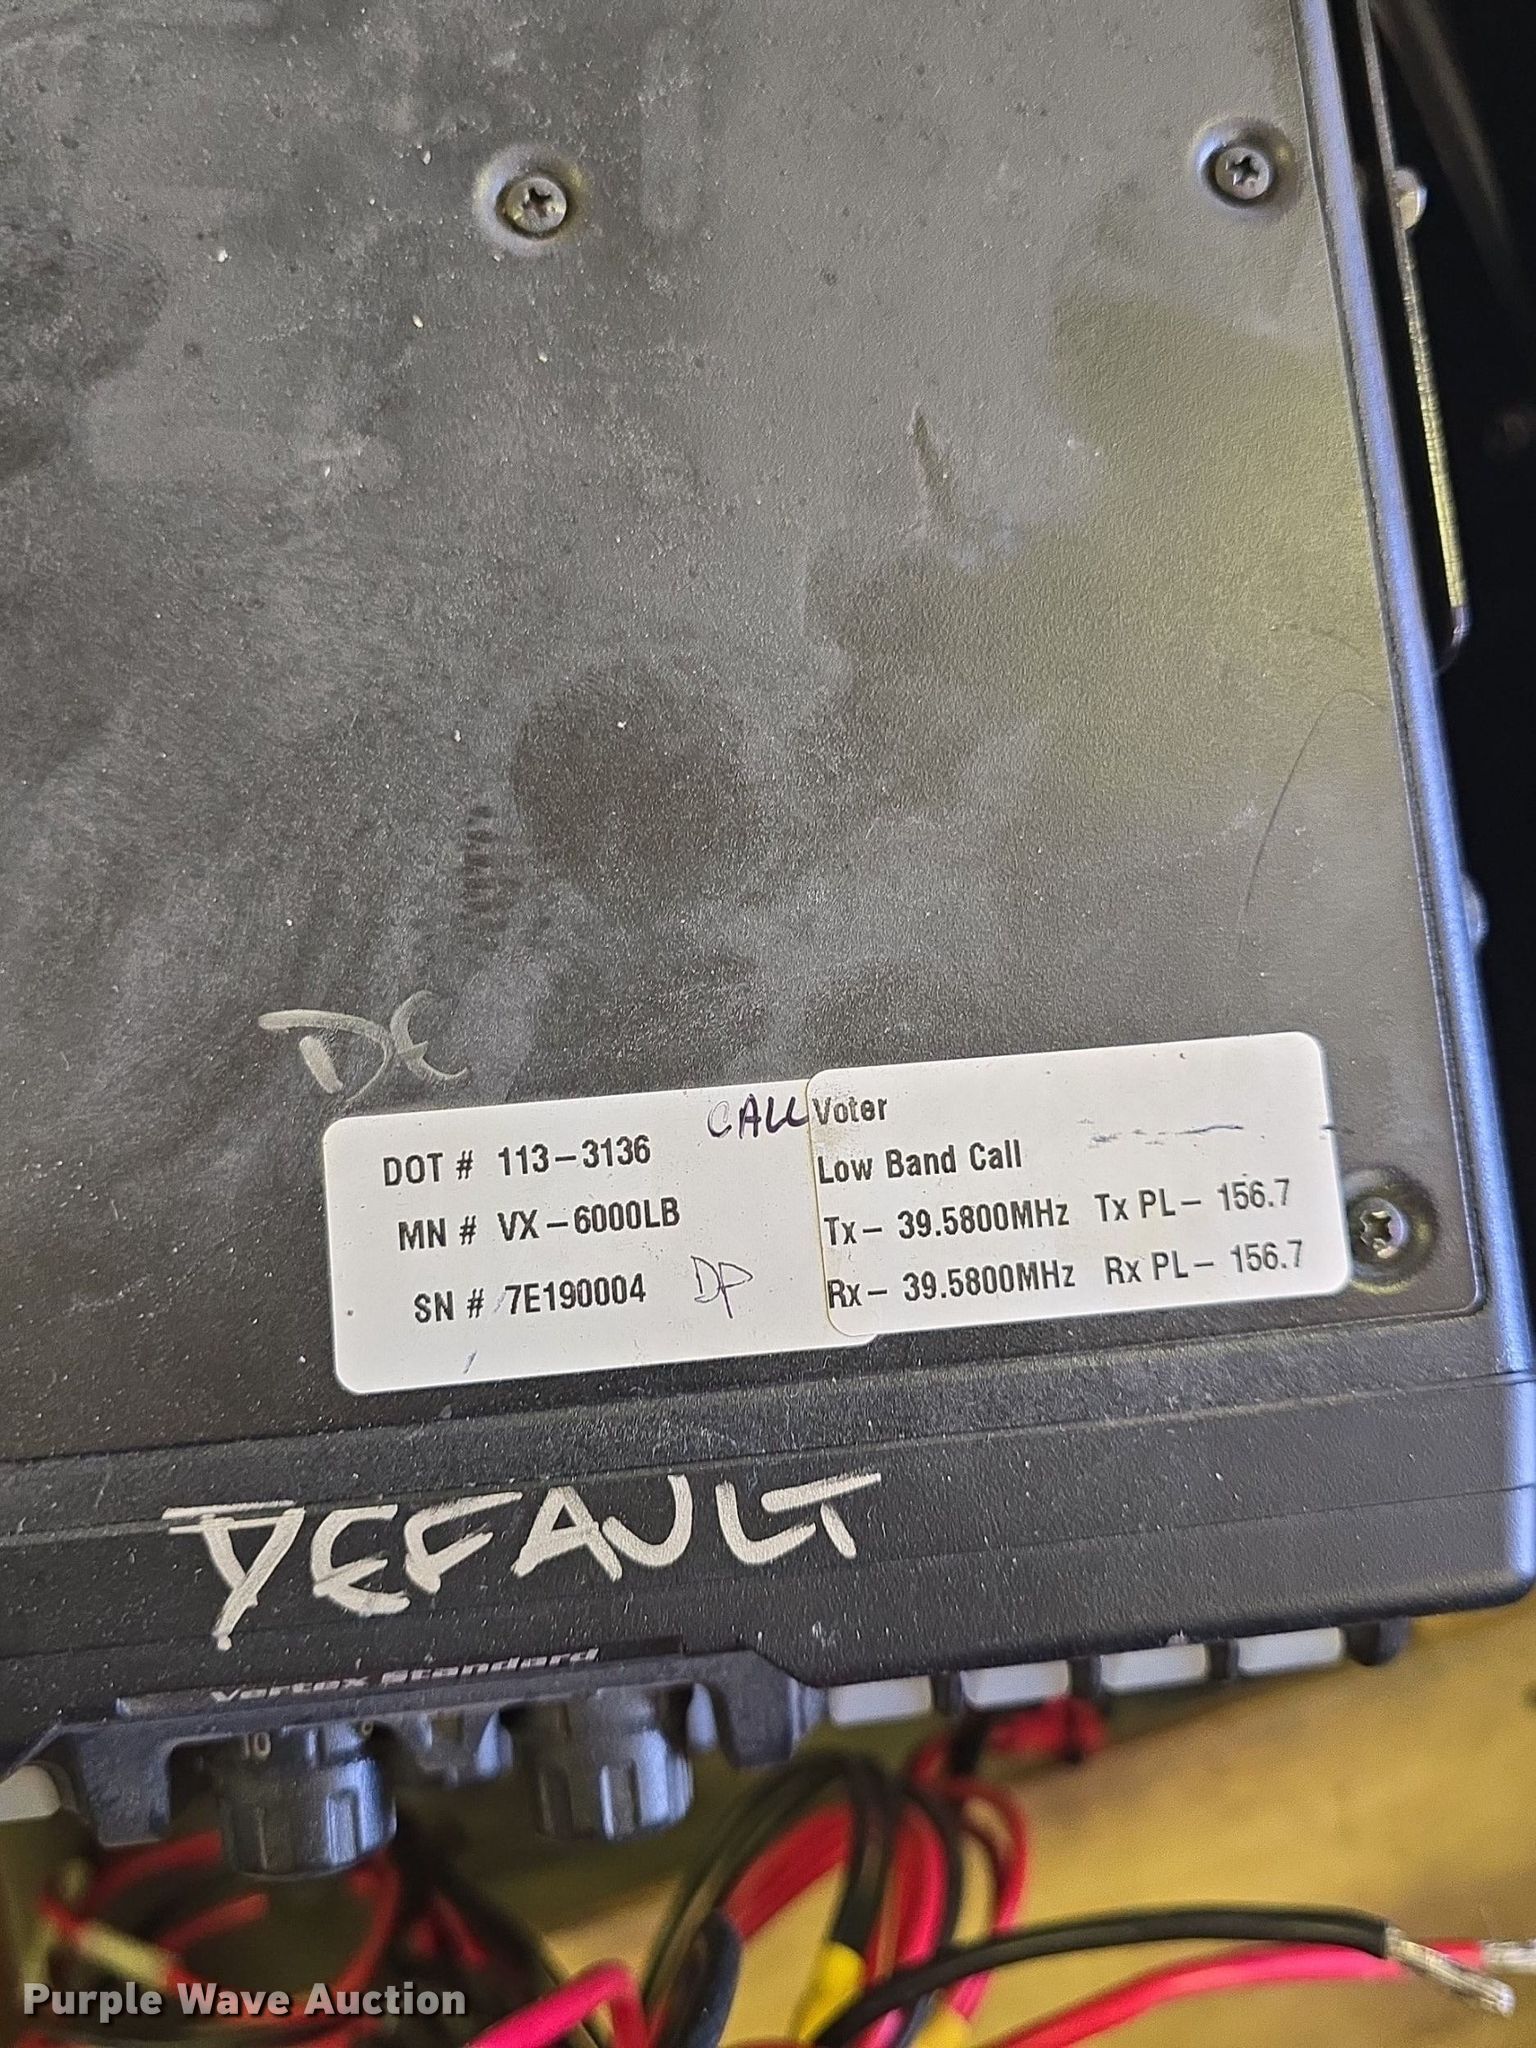 DE
CALL
DOT # 113-3136
MN # VX-6000LB
SN # 7E190004 DP
Voter
Low Band Call
Tx- 39.5800MHz Tx PL- 156.7
Rx- 39.5800MHz Rx PL- 156.7
DEFAULT
Vertex Standard
10
Purple Wave Auction